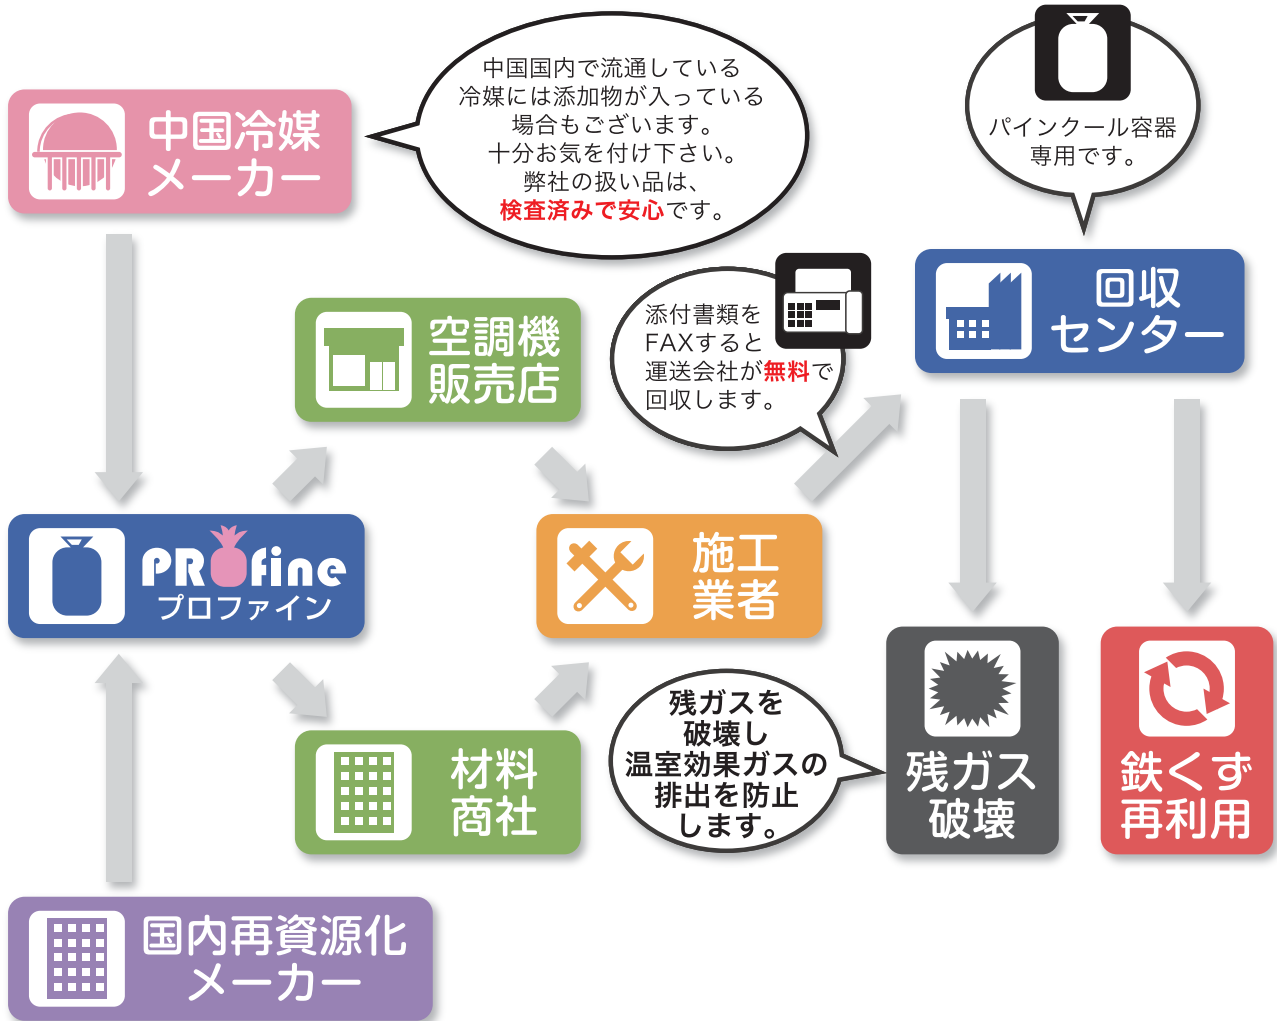 中国冷媒
メーカー
中国国内で流通している
冷媒には添加物が入っている
場合もございます。
十分お気を付け下さい。
弊社の扱い品は、
検査済みで安心です。
パインクール容器
専用です。
回収
センター
添付書類を
FAXすると
運送会社が無料で
回収します。
空調機
販売店
PROfine
プロファイン
施工
業者
材料
商社
残ガスを
破壊し
温室効果ガスの
排出を防止
します。
残ガス
破壊
鉄くず
再利用
国内再資源化
メーカー